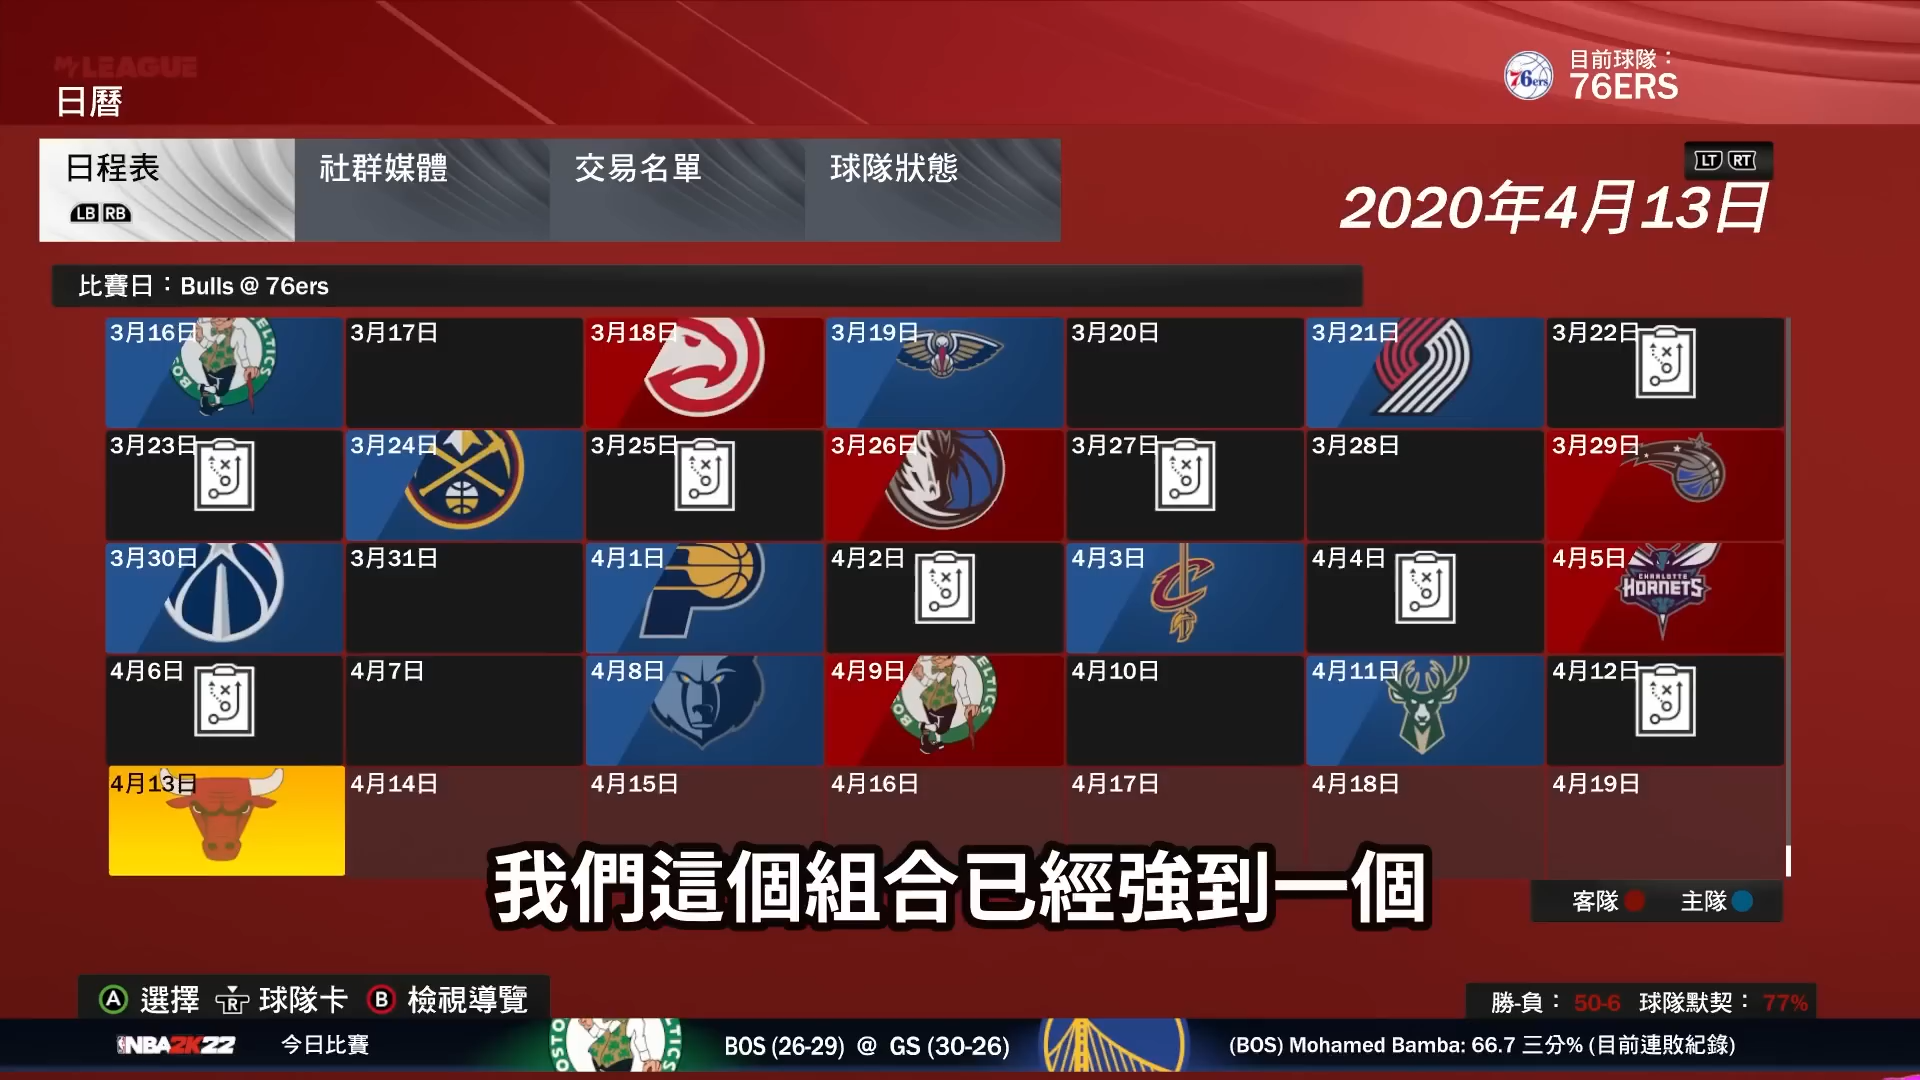 MyLEAGUE
日曆
76ers
目前球隊：
76ERS
日程表
社群媒體
交易名單
球隊狀態
LB RB
LT RT
2020年4月13日
比賽日：Bulls @ 76ers
3月16日 3月17日 3月18日 3月19日 3月20日 3月21日 3月22日
3月23日 3月24日 3月25日 3月26日 3月27日 3月28日 3月29日
3月30日 3月31日 4月1日 4月2日 4月3日 4月4日 4月5日
CHARLOTTE
HORNETS
4月6日 4月7日 4月8日 4月9日 4月10日 4月11日 4月12日
4月13日 4月14日 4月15日 4月16日 4月17日 4月18日 4月19日
我們這個組合已經強到一個
客隊 主隊
A 選擇 R 球隊卡 B 檢視導覽
勝-負： 50-6 球隊默契： 77%
NBA2K22 今日比賽 BOS (26-29) @ GS (30-26) (BOS) Mohamed Bamba: 66.7 三分% (目前連敗紀錄)